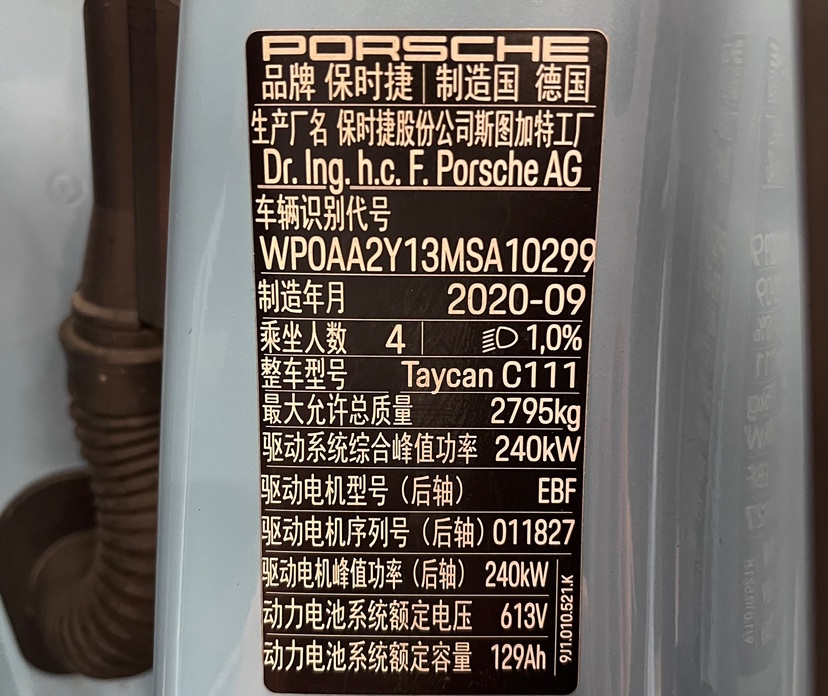 PORSCHE
品牌 保时捷 制造国 德国
生产厂名 保时捷股份公司斯图加特工厂
Dr. Ing. h.c. F. Porsche AG
车辆识别代号
WP0AA2Y13MSA10299
制造年月 2020-09
乘坐人数 4 1,0%
整车型号 Taycan C111
最大允许总质量 2795kg
驱动系统综合峰值功率 240kW
驱动电机型号（后轴） EBF
驱动电机序列号（后轴）011827
驱动电机峰值功率（后轴） 240kW
动力电池系统额定电压 613V
动力电池系统额定容量 129Ah
9J1.010.521.K